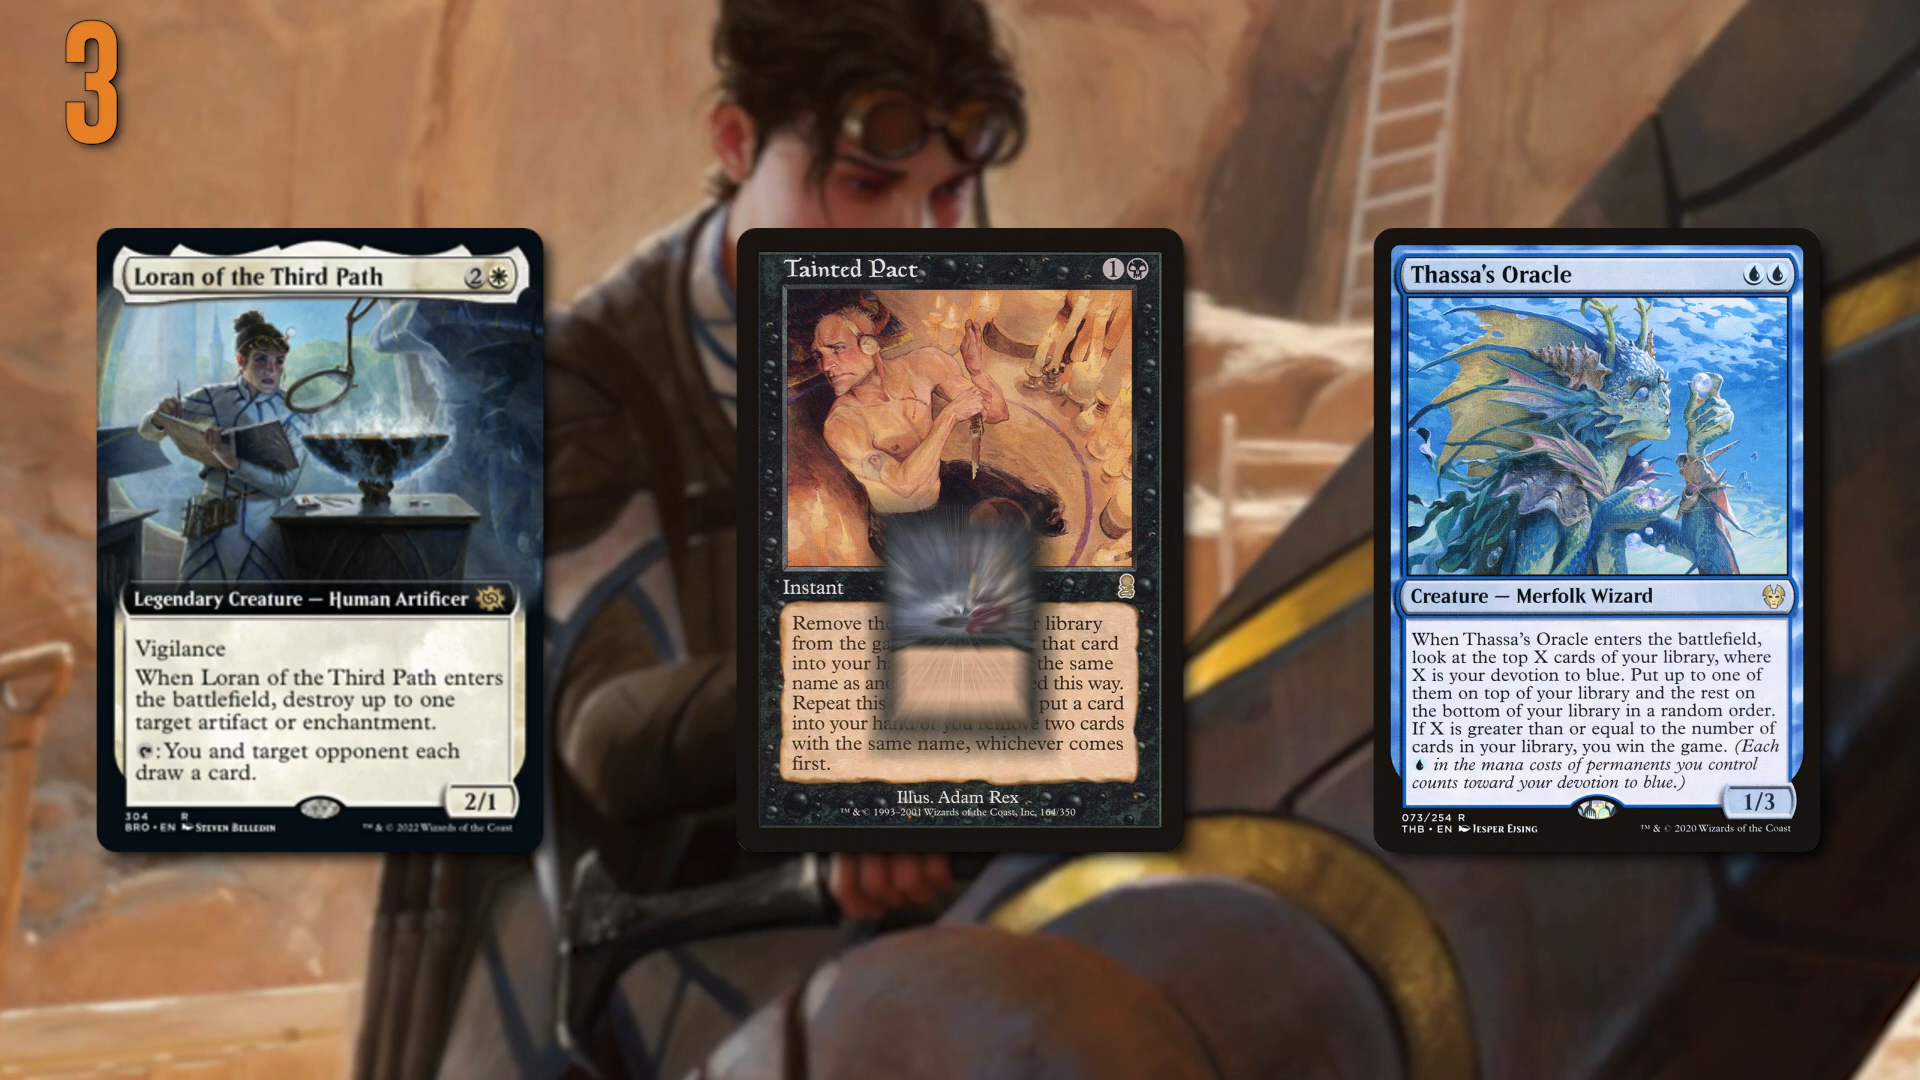 3
Loran of the Third Path 2
Legendary Creature — Human Artificer
Vigilance
When Loran of the Third Path enters
the battlefield, destroy up to one
target artifact or enchantment.
: You and target opponent each
draw a card.
2/1
304 R
BRO • EN Steven Belledin ™ & © 2022 Wizards of the Coast
Tainted Pact 1
Instant
Remove the library
from the that card
into your the same
name as this way.
Repeat this put a card
into your hand or you remove two cards
with the same name, whichever comes
first.
Illus. Adam Rex
™ & © 1993–2001 Wizards of the Coast, Inc. 164/350
Thassa's Oracle
Creature — Merfolk Wizard
When Thassa's Oracle enters the battlefield,
look at the top X cards of your library, where
X is your devotion to blue. Put up to one of
them on top of your library and the rest on
the bottom of your library in a random order.
If X is greater than or equal to the number of
cards in your library, you win the game. (Each
in the mana costs of permanents you control
counts toward your devotion to blue.)
1/3
073/254 R
THB • EN Jesper Eising ™ & © 2020 Wizards of the Coast